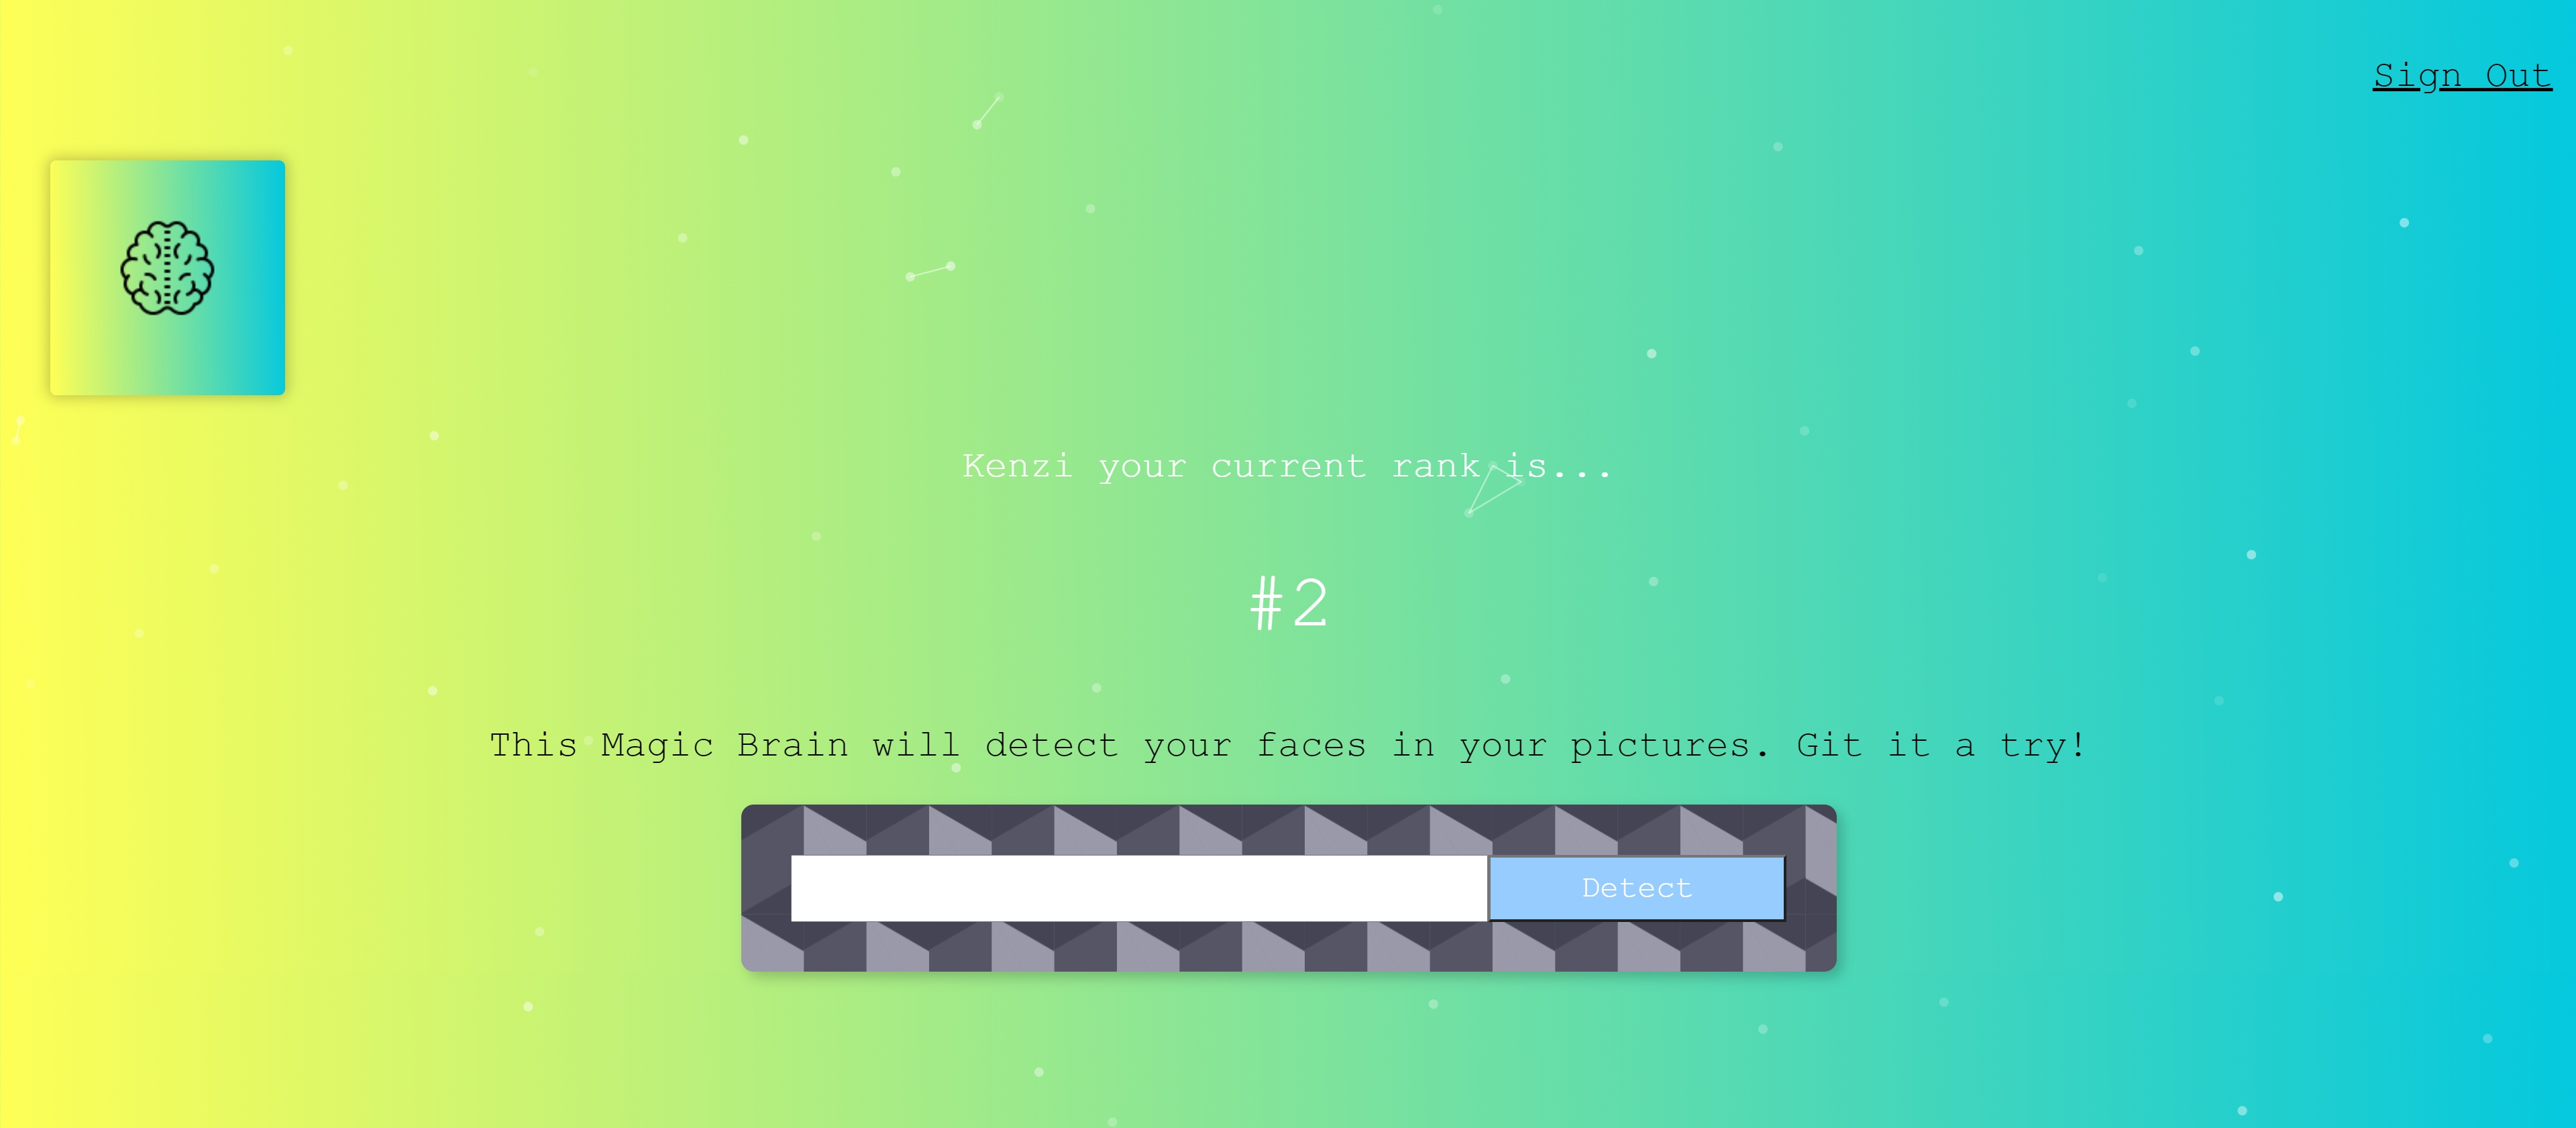 Sign Out
Kenzi your current rank is...
#2
This Magic Brain will detect your faces in your pictures. Git it a try!
Detect